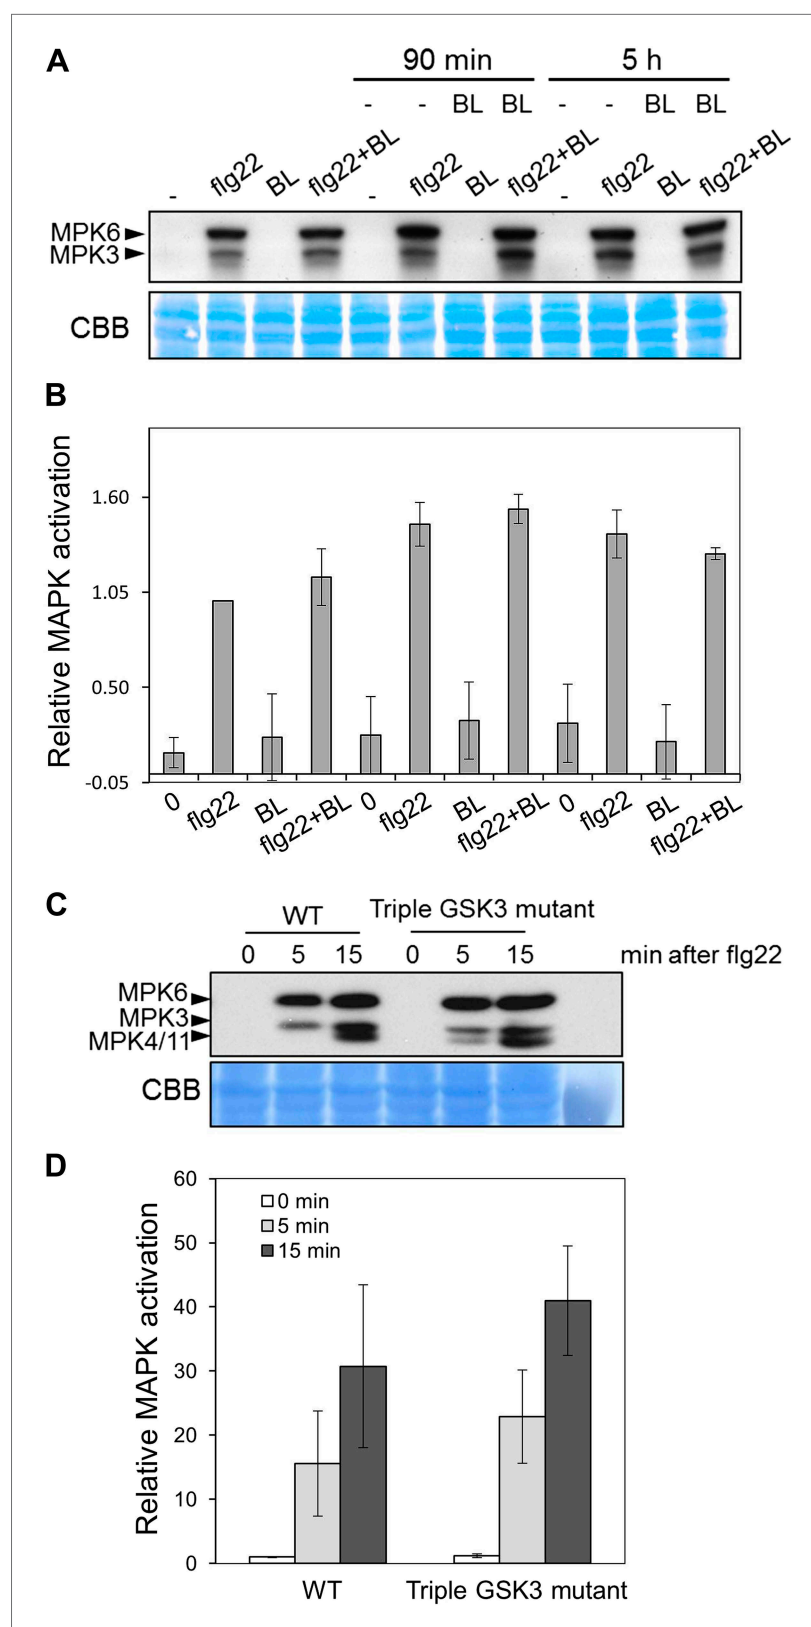 A
90 min 5 h
- - BL BL - - BL BL
- flg22 BL flg22+BL - flg22 BL flg22+BL - flg22 BL flg22+BL
MPK6
MPK3
CBB
B
Relative MAPK activation
1.60
1.05
0.50
-0.05
0 flg22 BL flg22+BL 0 flg22 BL flg22+BL 0 flg22 BL flg22+BL
C
WT Triple GSK3 mutant
0 5 15 0 5 15 min after flg22
MPK6
MPK3
MPK4/11
CBB
D
Relative MAPK activation
60
50
40
30
20
10
0
0 min
5 min
15 min
WT Triple GSK3 mutant